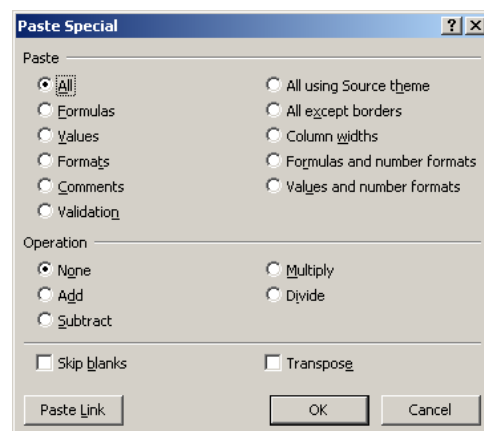 Paste Special
Paste
All
All using Source theme
Formulas
All except borders
Values
Column widths
Formats
Formulas and number formats
Comments
Values and number formats
Validation
Operation
None
Multiply
Add
Divide
Subtract
Skip blanks
Transpose
Paste Link
OK
Cancel